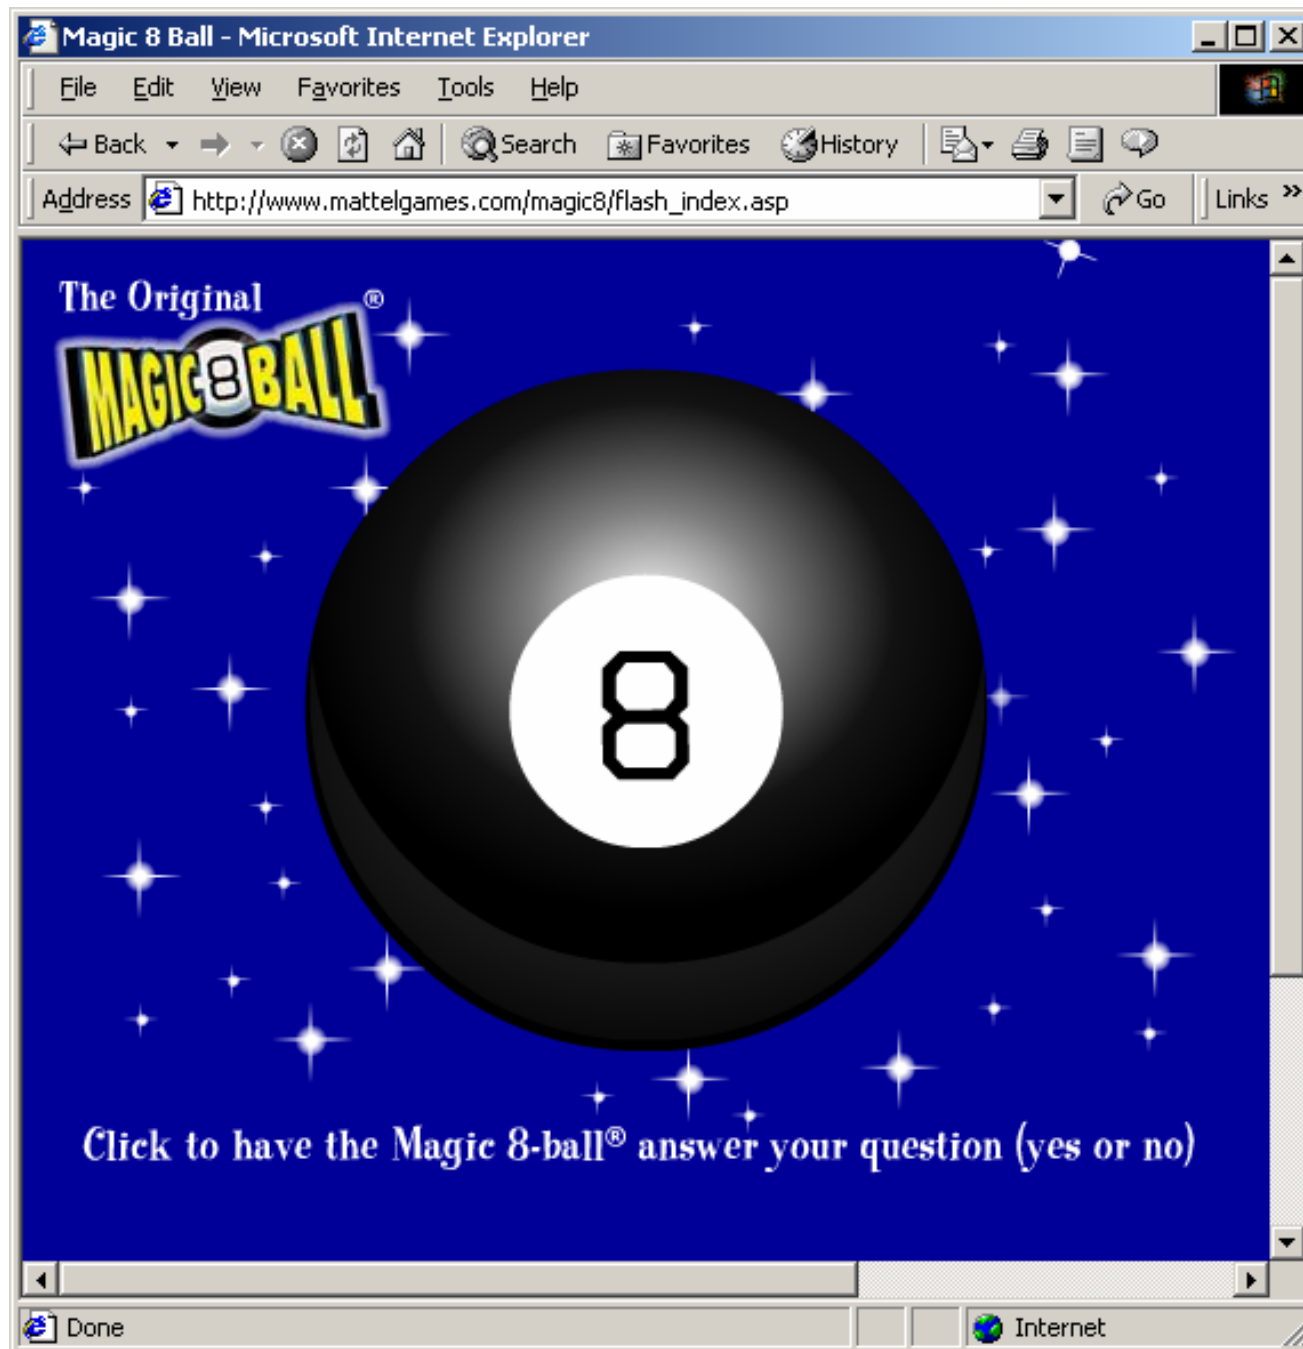 Magic 8 Ball - Microsoft Internet Explorer
File Edit View Favorites Tools Help
Back Search Favorites History
Address http://www.mattelgames.com/magic8/flash_index.asp Go Links »
The Original
MAGIC 8 BALL ®
8
Click to have the Magic 8-ball® answer your question (yes or no)
Done Internet